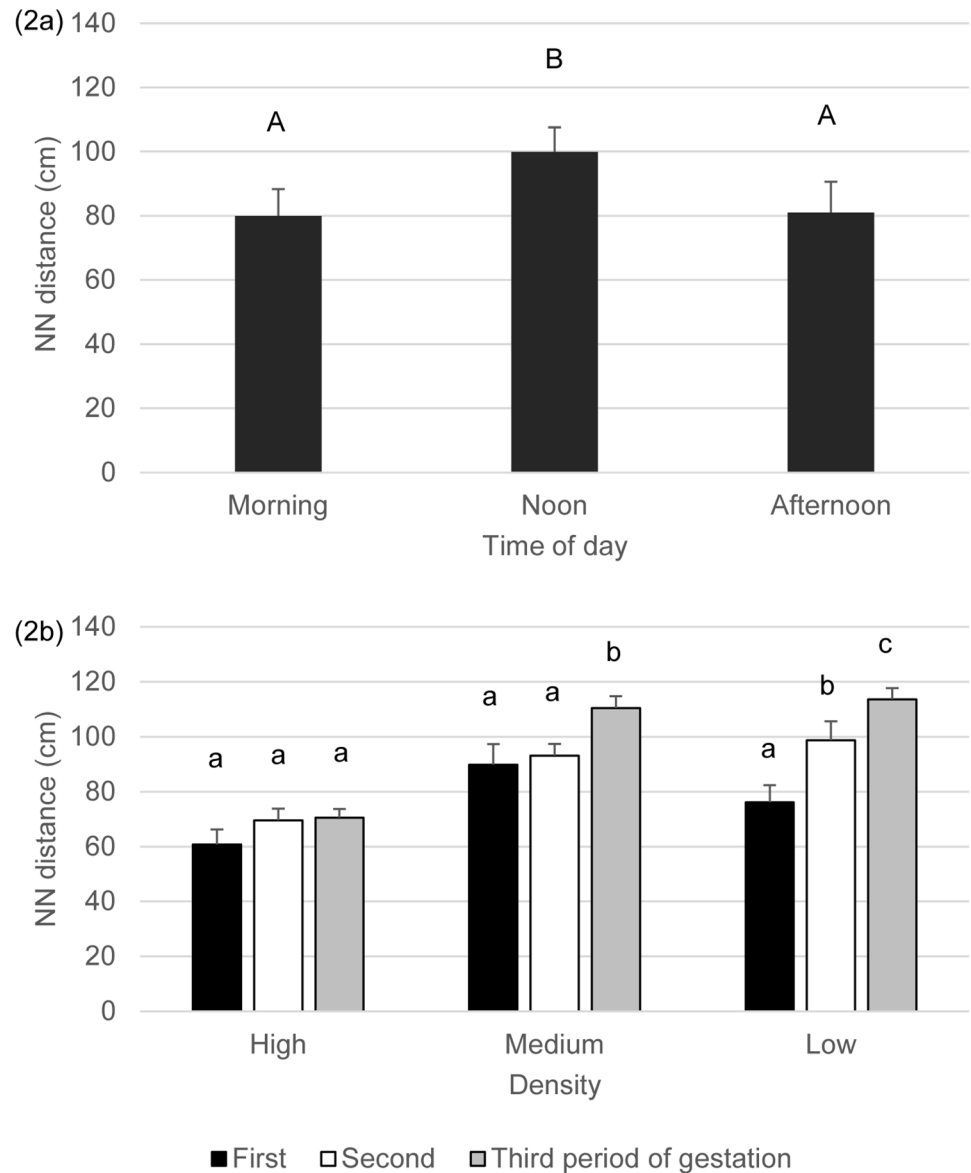 (2a)
140
120
100
80
60
40
20
0
NN distance (cm)
A
B
A
Morning Noon Afternoon
Time of day
(2b)
140
120
100
80
60
40
20
0
NN distance (cm)
a a a
a a b
a b c
High Medium Low
Density
First Second Third period of gestation